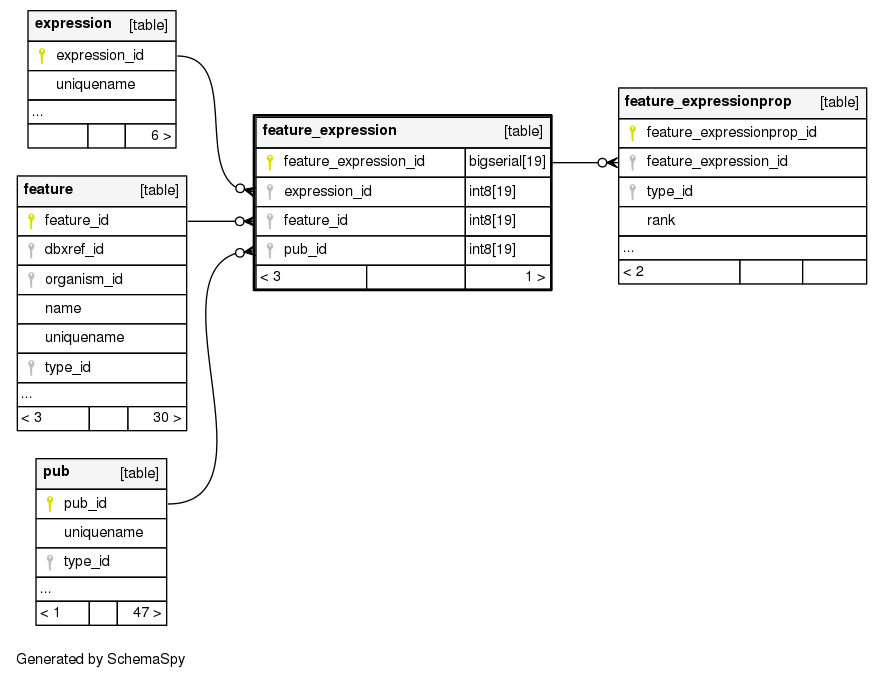 expression [table]
expression_id
uniquename
...
6 >
feature [table]
feature_id
dbxref_id
organism_id
name
uniquename
type_id
...
< 3 30 >
pub [table]
pub_id
uniquename
type_id
...
< 1 47 >
feature_expression [table]
feature_expression_id bigserial[19]
expression_id int8[19]
feature_id int8[19]
pub_id int8[19]
< 3 1 >
feature_expressionprop [table]
feature_expressionprop_id
feature_expression_id
type_id
rank
...
< 2
Generated by SchemaSpy